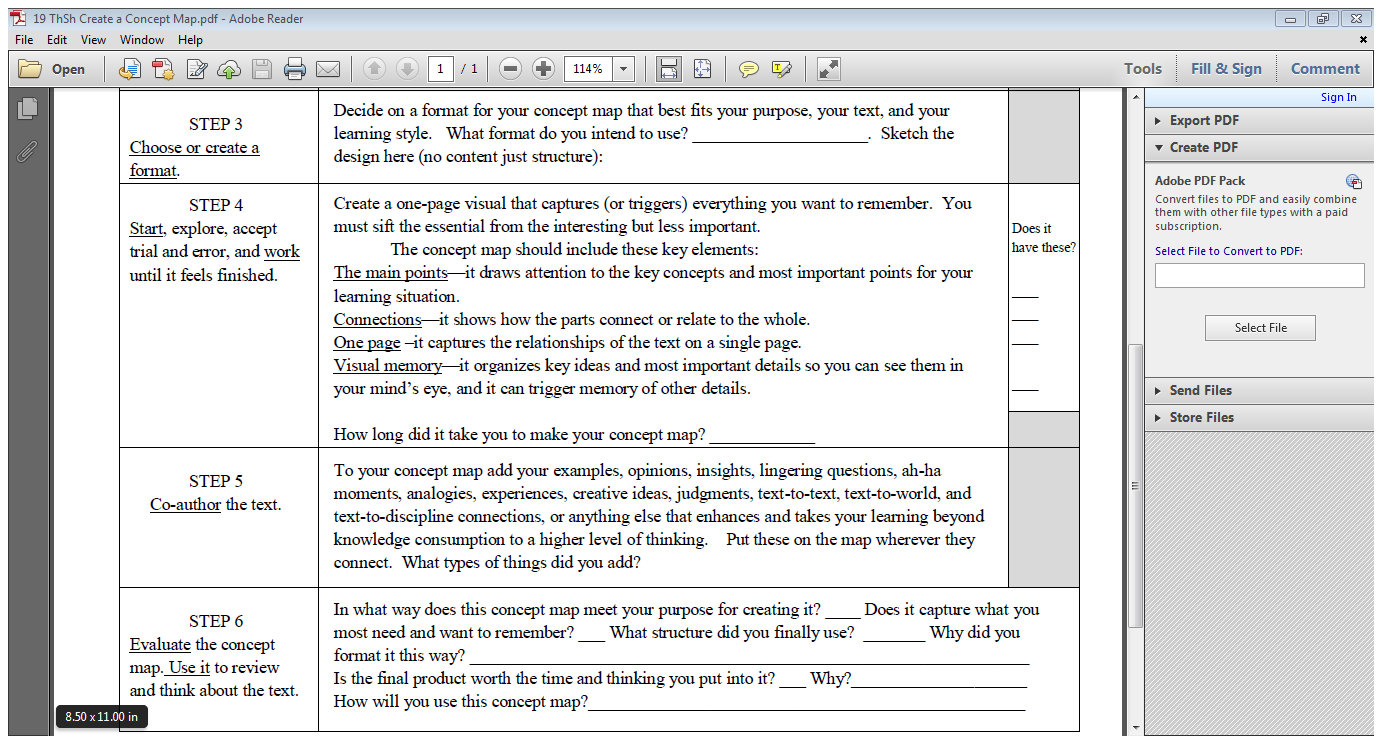 19 ThSh Create a Concept Map.pdf - Adobe Reader
File Edit View Window Help
Open 1 / 1 114% Tools Fill & Sign Comment
Sign In
Export PDF
Create PDF
Adobe PDF Pack
Convert files to PDF and easily combine
them with other file types with a paid
subscription.
Select File to Convert to PDF:
Select File
Send Files
Store Files
STEP 3
Choose or create a
format.
Decide on a format for your concept map that best fits your purpose, your text, and your
learning style. What format do you intend to use? ____________________. Sketch the
design here (no content just structure):
STEP 4
Start, explore, accept
trial and error, and work
until it feels finished.
Create a one-page visual that captures (or triggers) everything you want to remember. You
must sift the essential from the interesting but less important.
The concept map should include these key elements:
The main points—it draws attention to the key concepts and most important points for your
learning situation.
Connections—it shows how the parts connect or relate to the whole.
One page –it captures the relationships of the text on a single page.
Visual memory—it organizes key ideas and most important details so you can see them in
your mind's eye, and it can trigger memory of other details.
How long did it take you to make your concept map? ____________
Does it
have these?
___
___
___
___
STEP 5
Co-author the text.
To your concept map add your examples, opinions, insights, lingering questions, ah-ha
moments, analogies, experiences, creative ideas, judgments, text-to-text, text-to-world, and
text-to-discipline connections, or anything else that enhances and takes your learning beyond
knowledge consumption to a higher level of thinking. Put these on the map wherever they
connect. What types of things did you add?
STEP 6
Evaluate the concept
map. Use it to review
and think about the text.
In what way does this concept map meet your purpose for creating it? ____ Does it capture what you
most need and want to remember? ___ What structure did you finally use? _______ Why did you
format it this way? ________________________________________________________________
Is the final product worth the time and thinking you put into it? ___ Why?____________________
How will you use this concept map?__________________________________________________
8.50 x 11.00 in